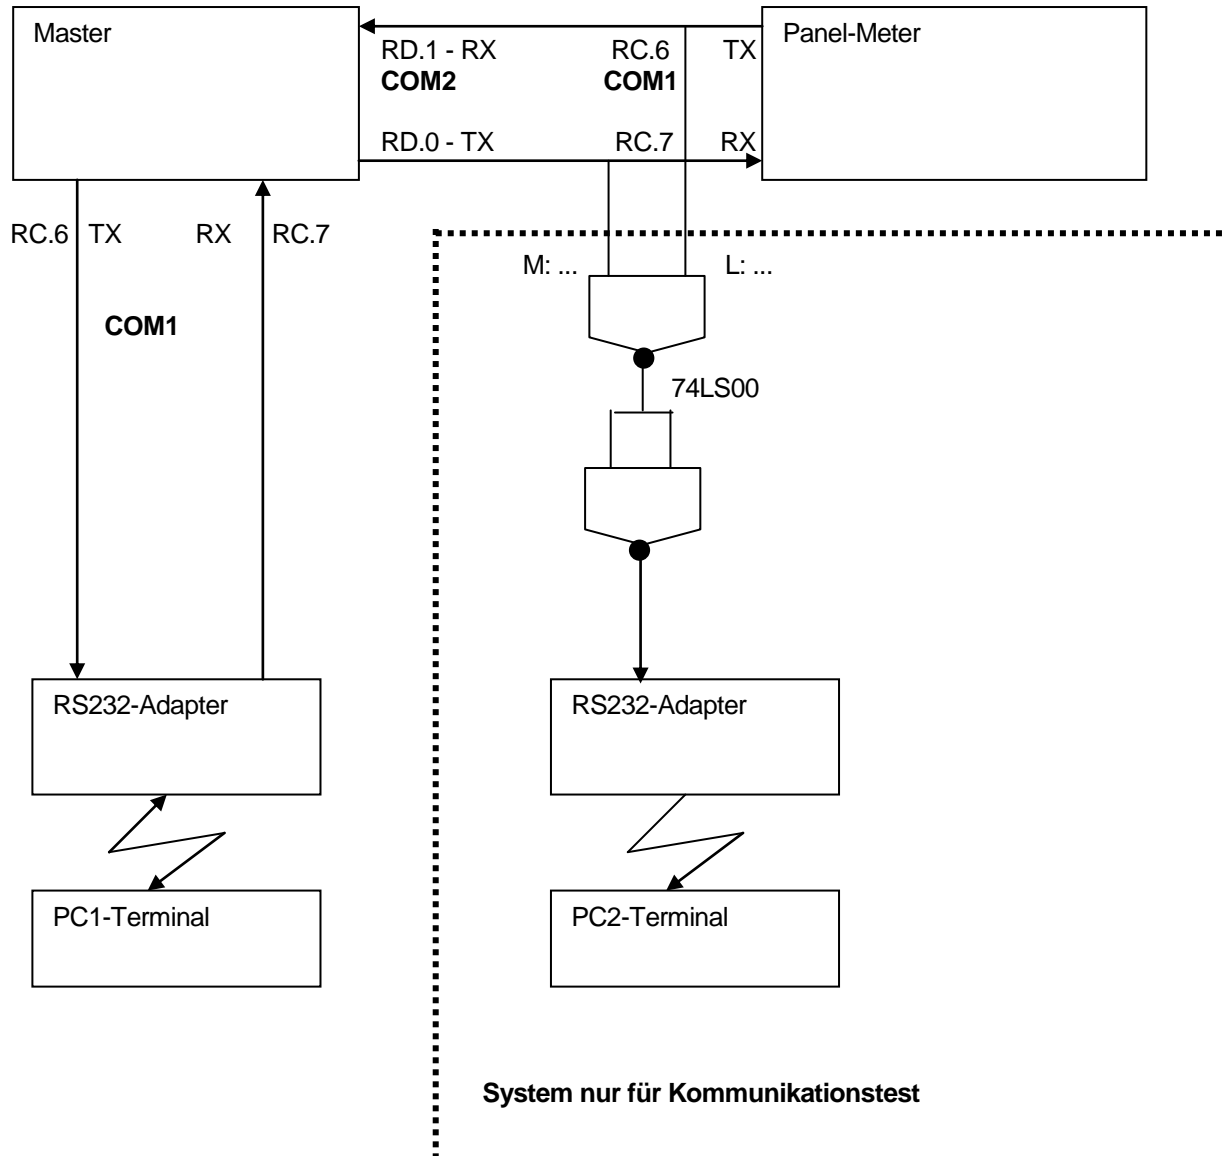 Master
Panel-Meter
RD.1 - RX
RC.6
TX
COM2
COM1
RD.0 - TX
RC.7
RX
RC.6
TX
RX
RC.7
M: ...
L: ...
COM1
74LS00
RS232-Adapter
RS232-Adapter
PC1-Terminal
PC2-Terminal
System nur für Kommunikationstest